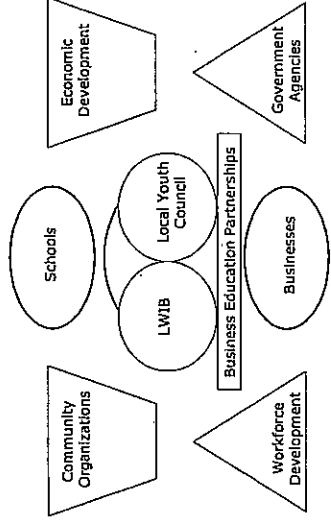 Community
Organizations
Schools
Economic
Development
LWIB
Local Youth
Council
Business Education Partnerships
Workforce
Development
Businesses
Government
Agencies